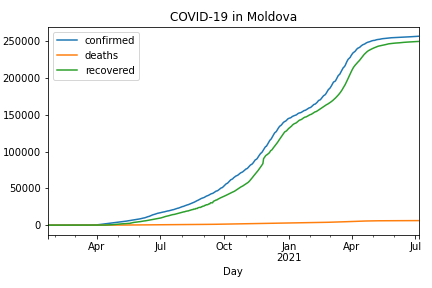 COVID-19 in Moldova
confirmed
deaths
recovered
250000
200000
150000
100000
50000
0
Apr Jul Oct Jan Apr Jul
2021
Day